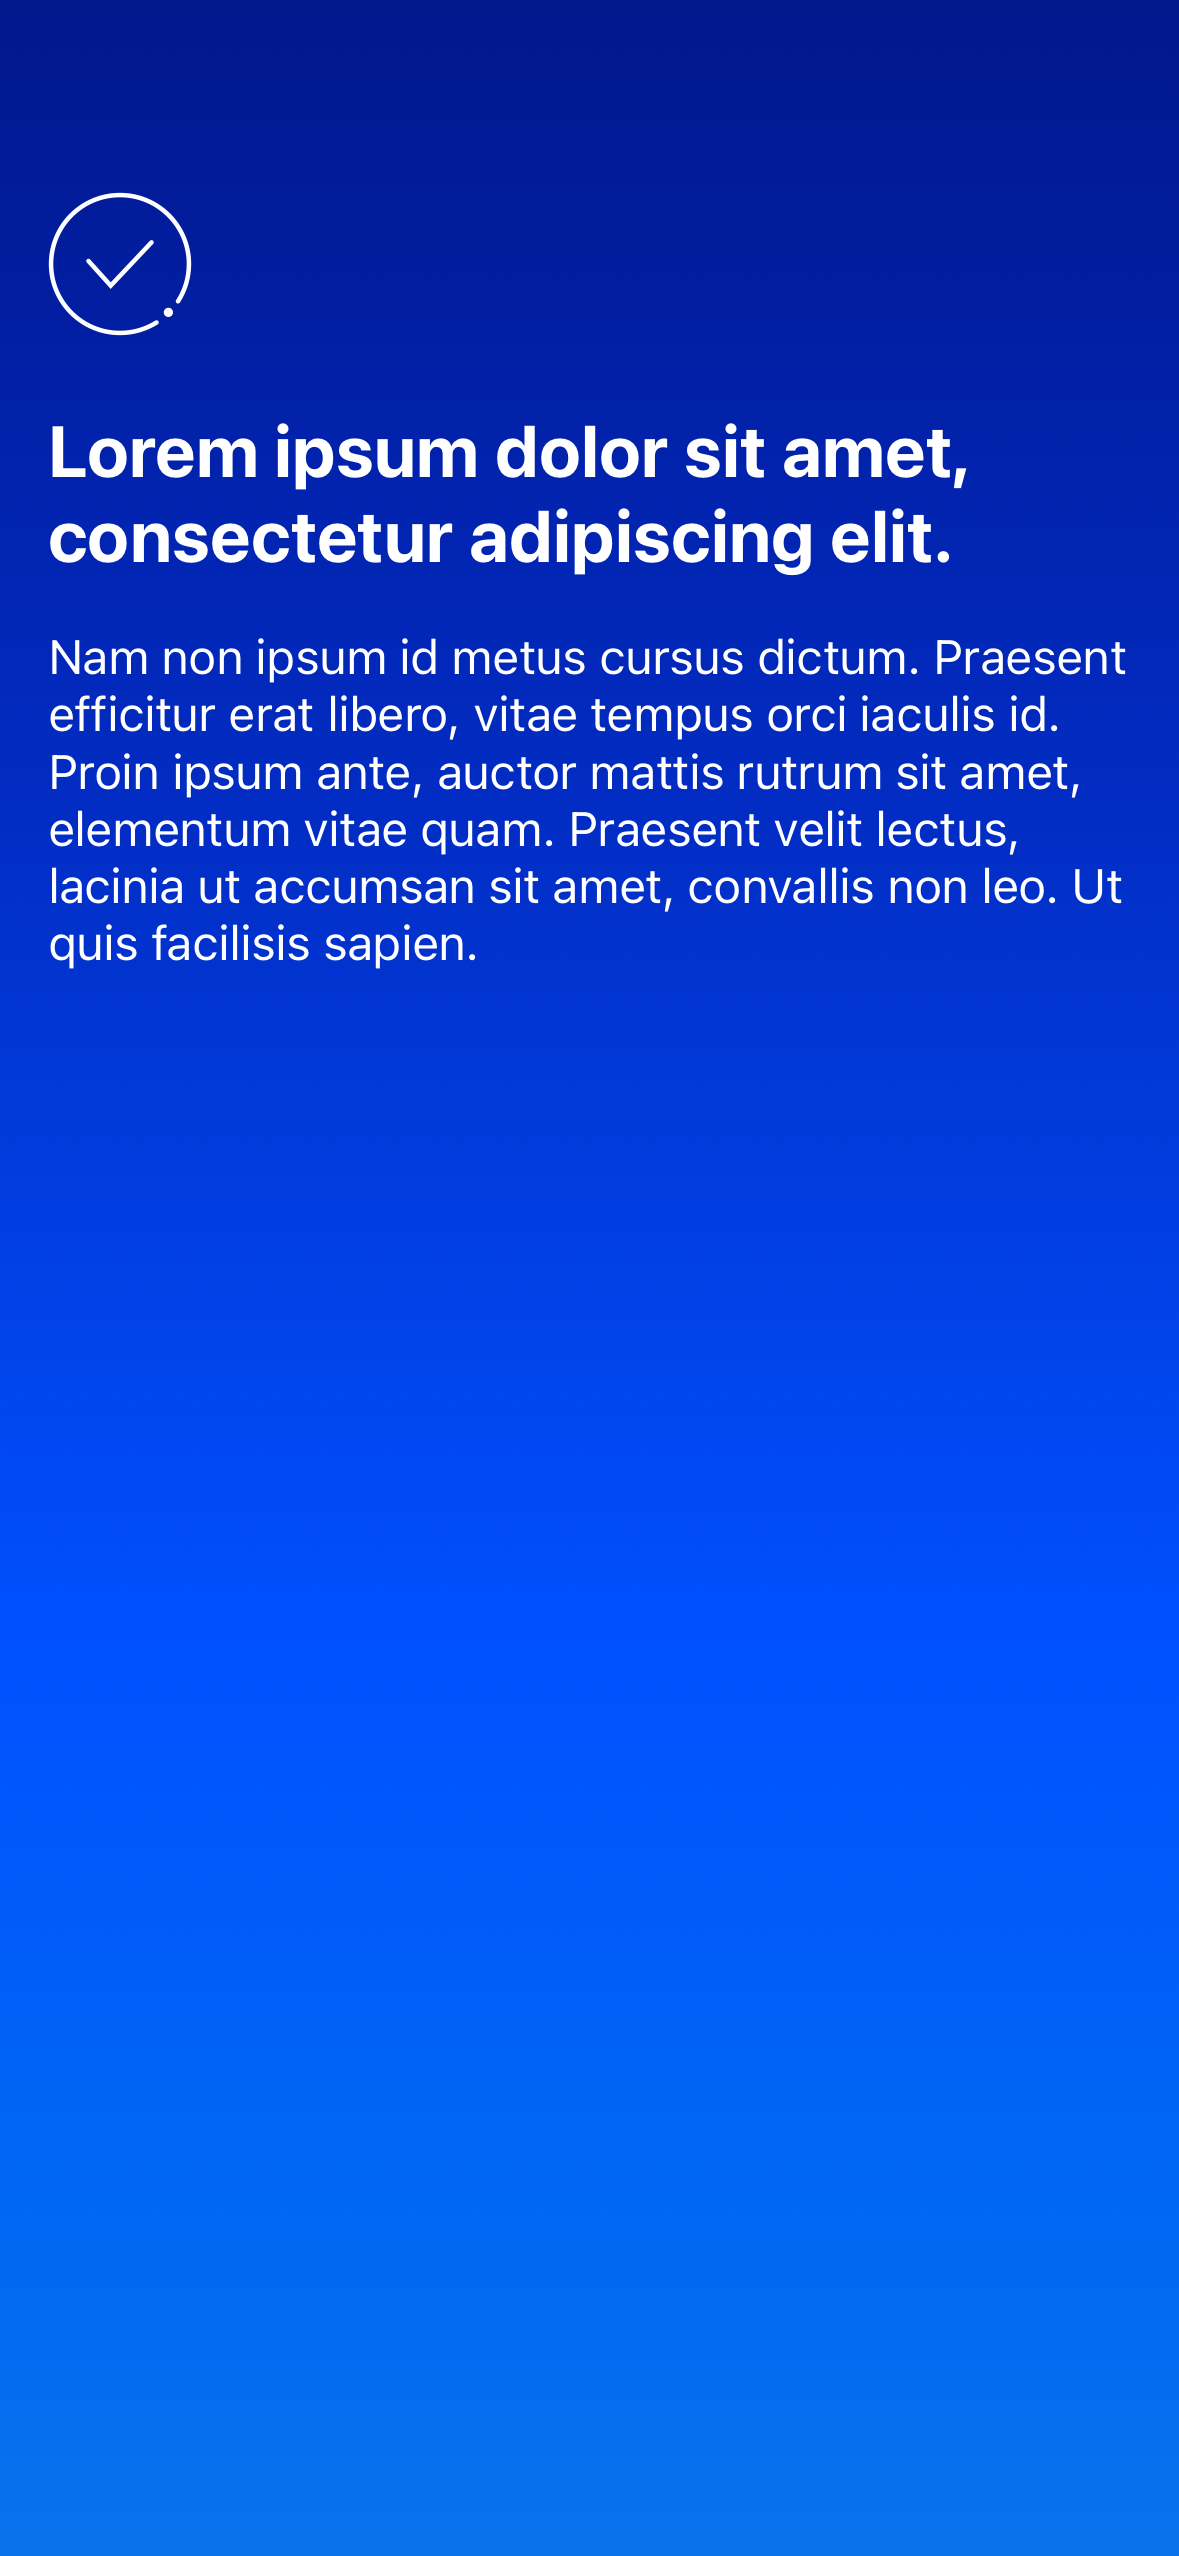 Lorem ipsum dolor sit amet,
consectetur adipiscing elit.
Nam non ipsum id metus cursus dictum. Praesent
efficitur erat libero, vitae tempus orci iaculis id.
Proin ipsum ante, auctor mattis rutrum sit amet,
elementum vitae quam. Praesent velit lectus,
lacinia ut accumsan sit amet, convallis non leo. Ut
quis facilisis sapien.